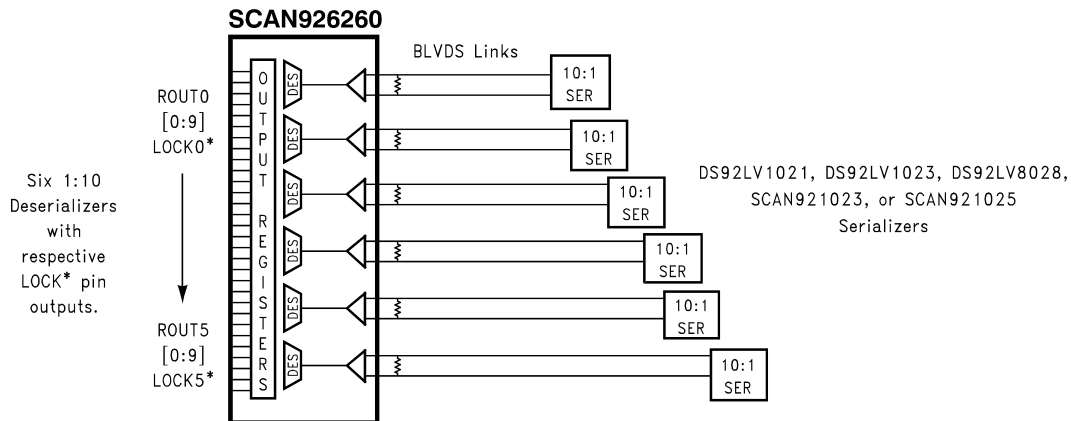 SCAN926260
BLVDS Links
ROUT0
[0:9]
LOCK0*
Six 1:10
Deserializers
with
respective
LOCK* pin
outputs.
ROUT5
[0:9]
LOCK5*
OUTPUT REGISTERS
DES
DES
DES
DES
DES
DES
10:1
SER
10:1
SER
10:1
SER
10:1
SER
10:1
SER
10:1
SER
DS92LV1021, DS92LV1023, DS92LV8028,
SCAN921023, or SCAN921025
Serializers